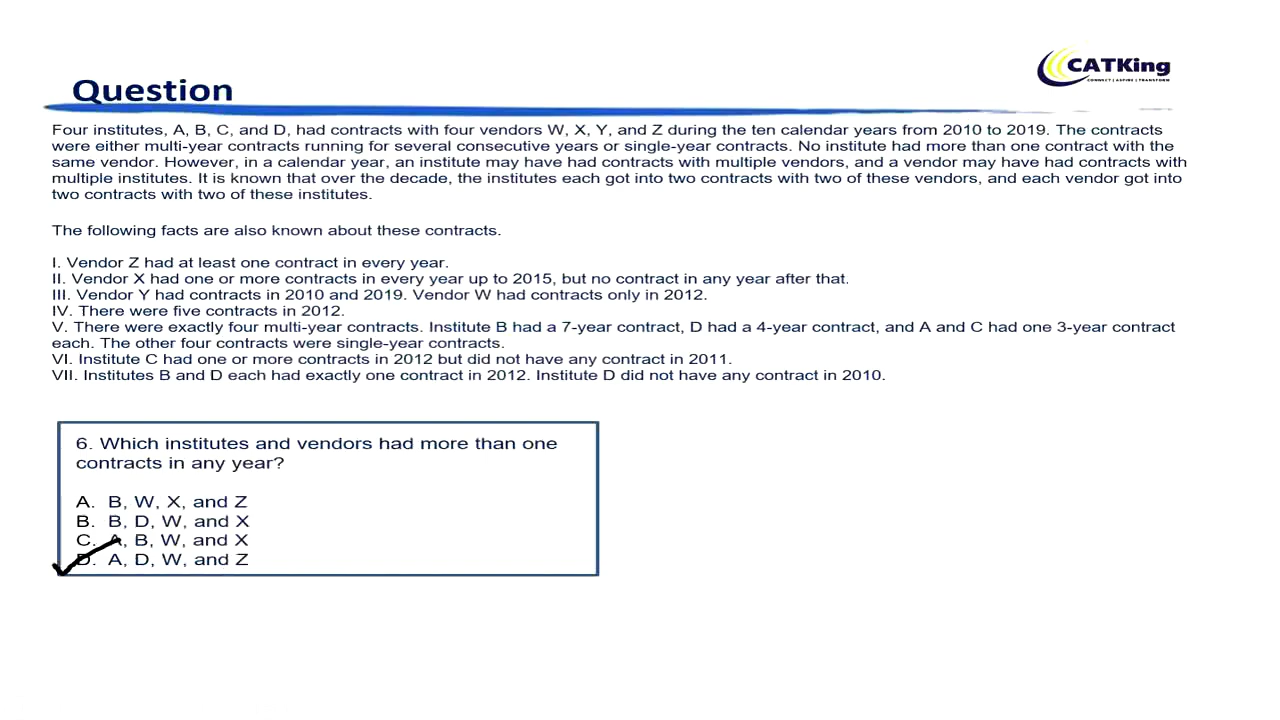 CATKing
CONNECT | ASPIRE | TRANSFORM
Question
Four institutes, A, B, C, and D, had contracts with four vendors W, X, Y, and Z during the ten calendar years from 2010 to 2019. The contracts
were either multi-year contracts running for several consecutive years or single-year contracts. No institute had more than one contract with the
same vendor. However, in a calendar year, an institute may have had contracts with multiple vendors, and a vendor may have had contracts with
multiple institutes. It is known that over the decade, the institutes each got into two contracts with two of these vendors, and each vendor got into
two contracts with two of these institutes.
The following facts are also known about these contracts.
I. Vendor Z had at least one contract in every year.
II. Vendor X had one or more contracts in every year up to 2015, but no contract in any year after that.
III. Vendor Y had contracts in 2010 and 2019. Vendor W had contracts only in 2012.
IV. There were five contracts in 2012.
V. There were exactly four multi-year contracts. Institute B had a 7-year contract, D had a 4-year contract, and A and C had one 3-year contract
each. The other four contracts were single-year contracts.
VI. Institute C had one or more contracts in 2012 but did not have any contract in 2011.
VII. Institutes B and D each had exactly one contract in 2012. Institute D did not have any contract in 2010.
6. Which institutes and vendors had more than one
contracts in any year?
A. B, W, X, and Z
B. B, D, W, and X
C. A, B, W, and X
D. A, D, W, and Z